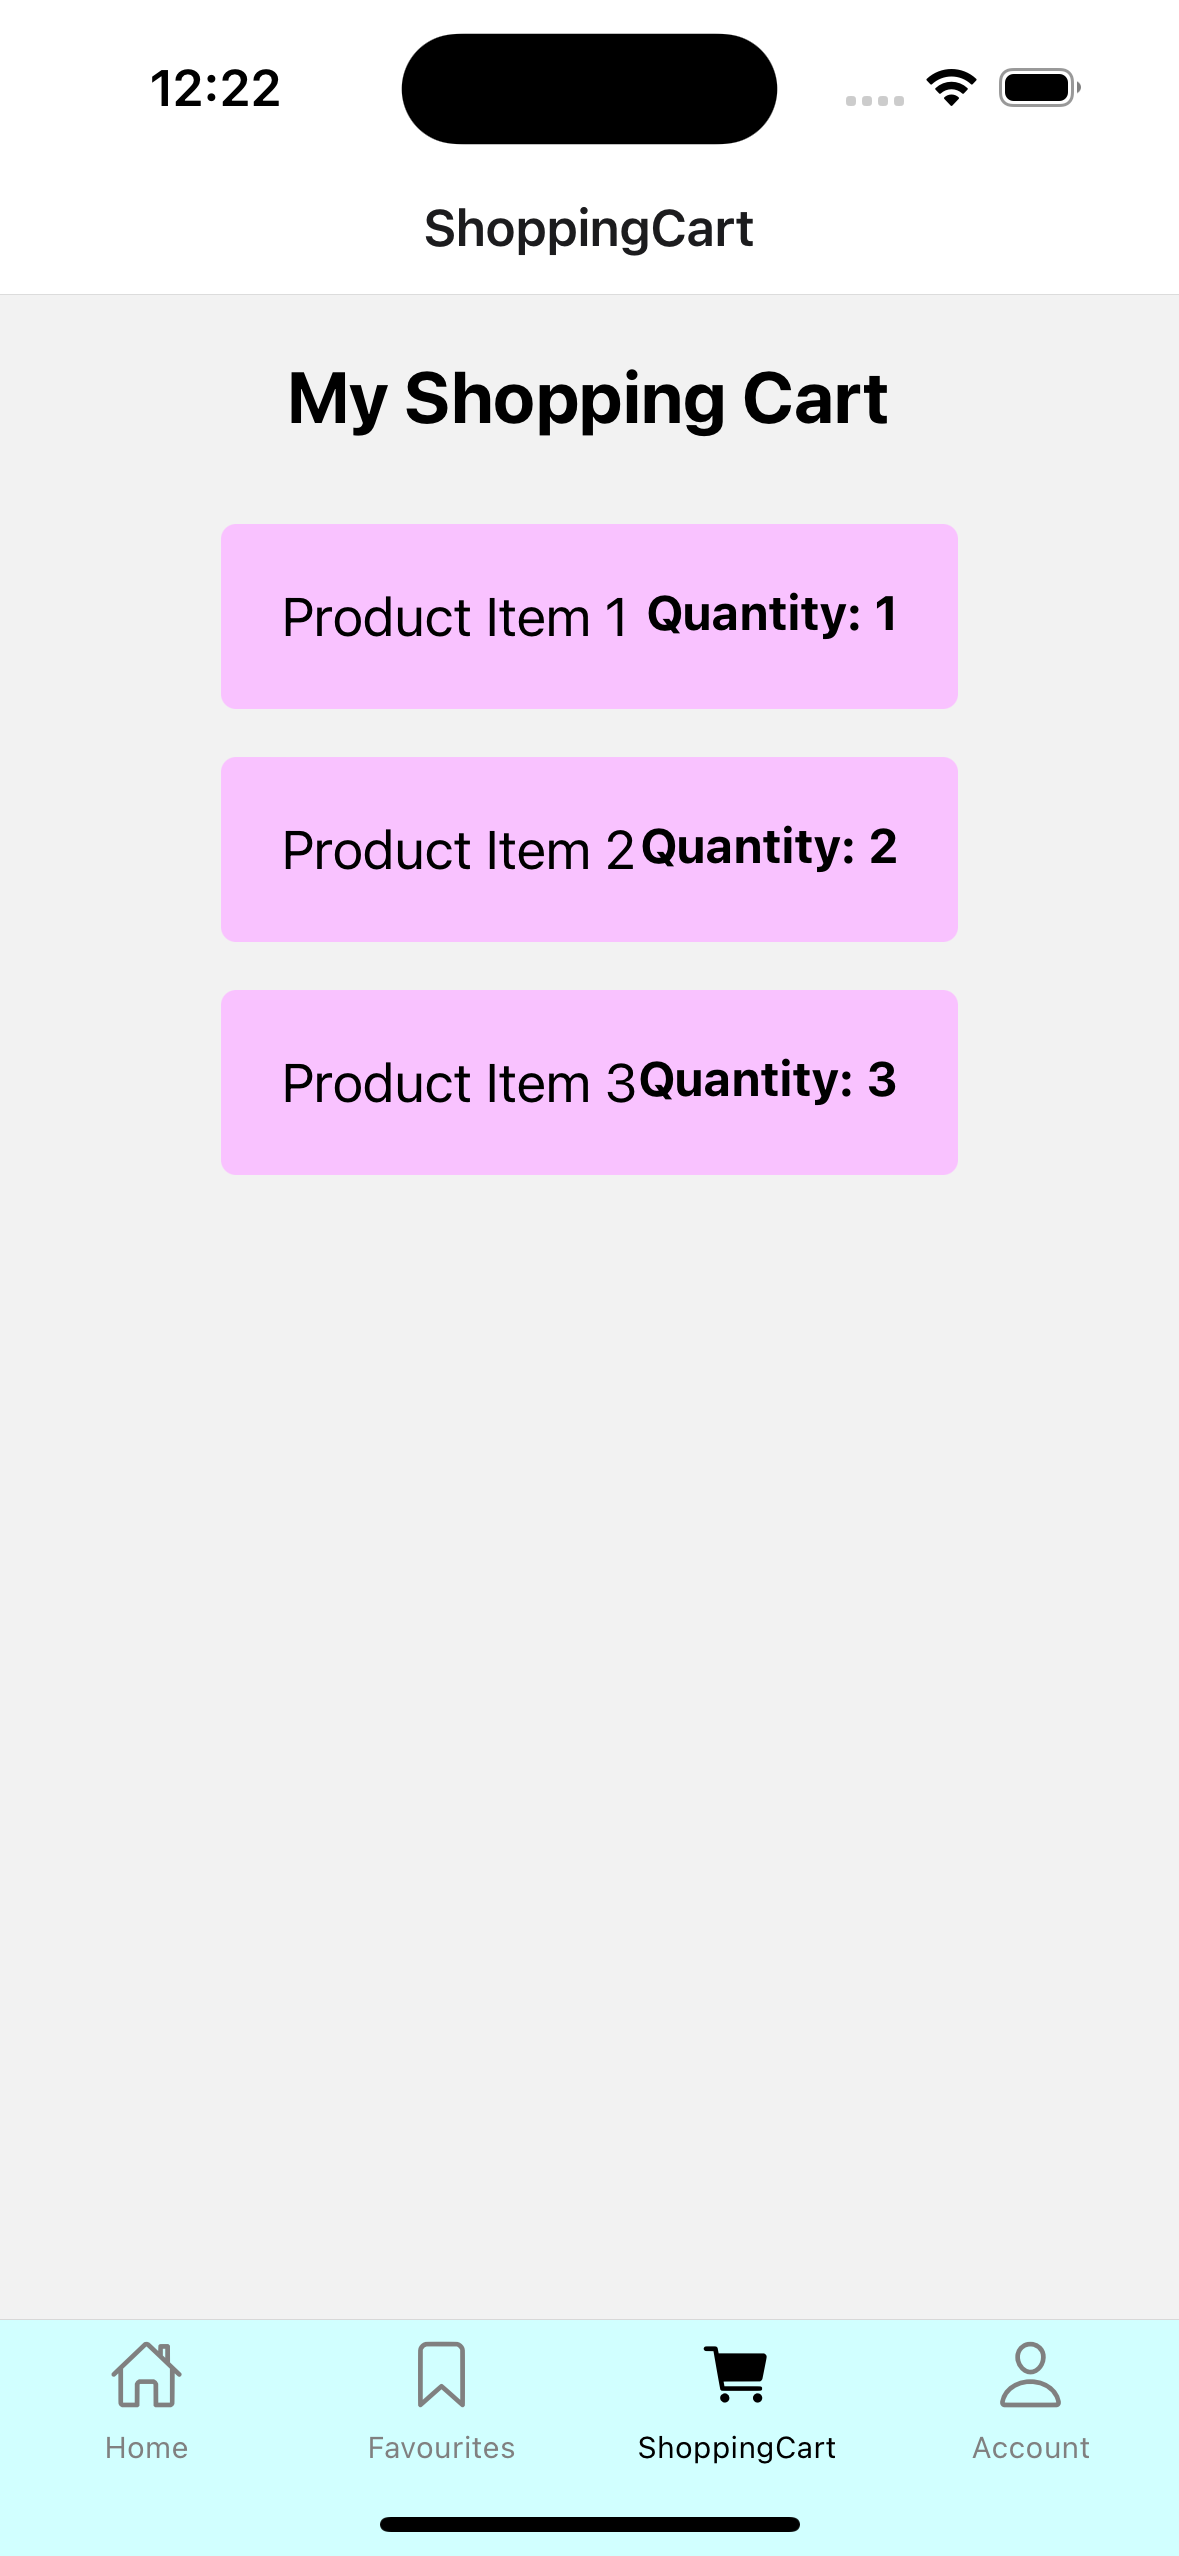 12:22
ShoppingCart
My Shopping Cart
Product Item 1 Quantity: 1
Product Item 2 Quantity: 2
Product Item 3 Quantity: 3
Home Favourites ShoppingCart Account